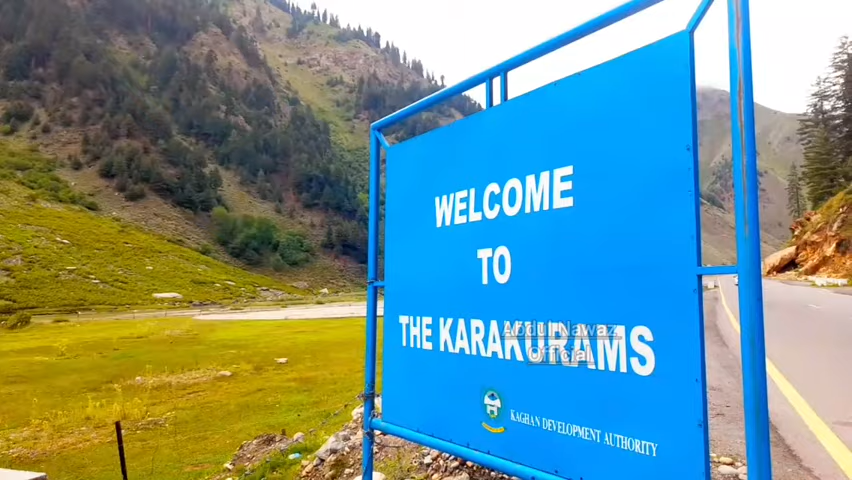 WELCOME
TO
THE KARAKURAMS
Abdul Nawaz
Official
KAGHAN DEVELOPMENT AUTHORITY